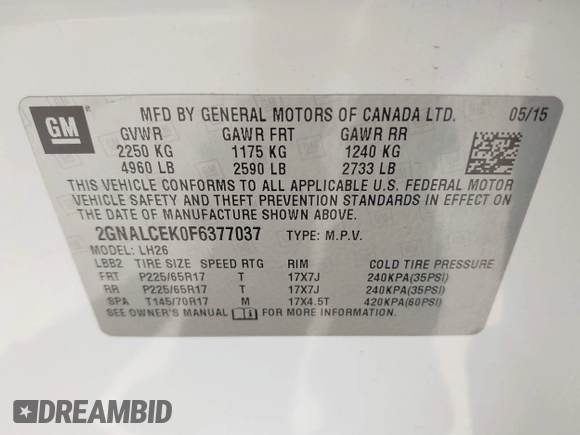 GM
MFD BY GENERAL MOTORS OF CANADA LTD. 05/15
GVWR GAWR FRT GAWR RR
2250 KG 1175 KG 1240 KG
4960 LB 2590 LB 2733 LB
THIS VEHICLE CONFORMS TO ALL APPLICABLE U.S. FEDERAL MOTOR
VEHICLE SAFETY AND THEFT PREVENTION STANDARDS IN EFFECT ON
THE DATE OF MANUFACTURE SHOWN ABOVE.
2GNALCEK0F6377037 TYPE: M.P.V.
MODEL: LH26
LBB2 TIRE SIZE SPEED RTG RIM COLD TIRE PRESSURE
FRT P225/65R17 T 17X7J 240KPA(35PSI)
RR P225/65R17 T 17X7J 240KPA(35PSI)
SPA T145/70R17 M 17X4.5T 420KPA(60PSI)
SEE OWNER'S MANUAL FOR MORE INFORMATION.
DREAMBID